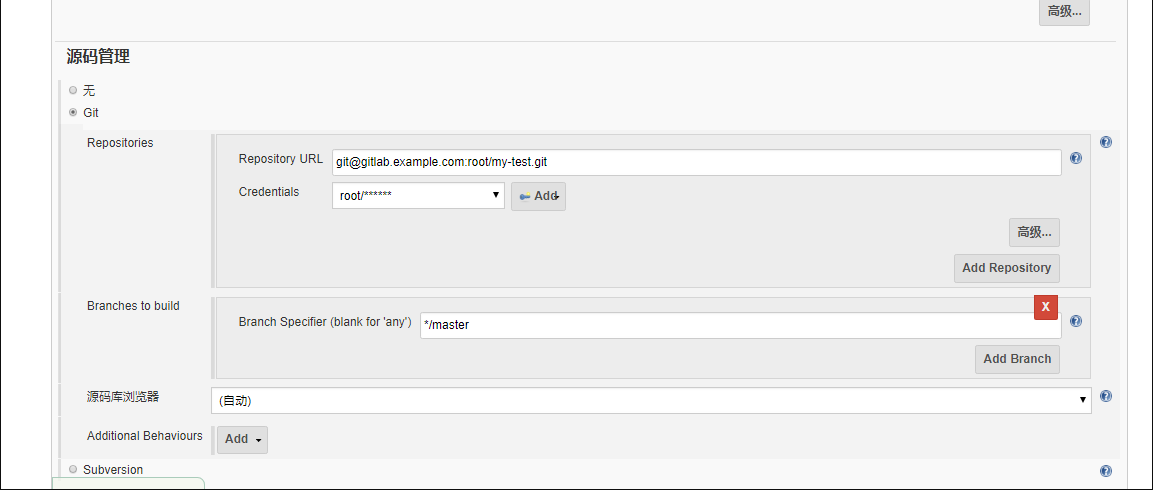 高级...
源码管理
无
Git
Repositories
Repository URL git@gitlab.example.com:root/my-test.git
Credentials root/****** Add
高级...
Add Repository
Branches to build
X
Branch Specifier (blank for 'any') */master
Add Branch
源码库浏览器 (自动)
Additional Behaviours Add
Subversion